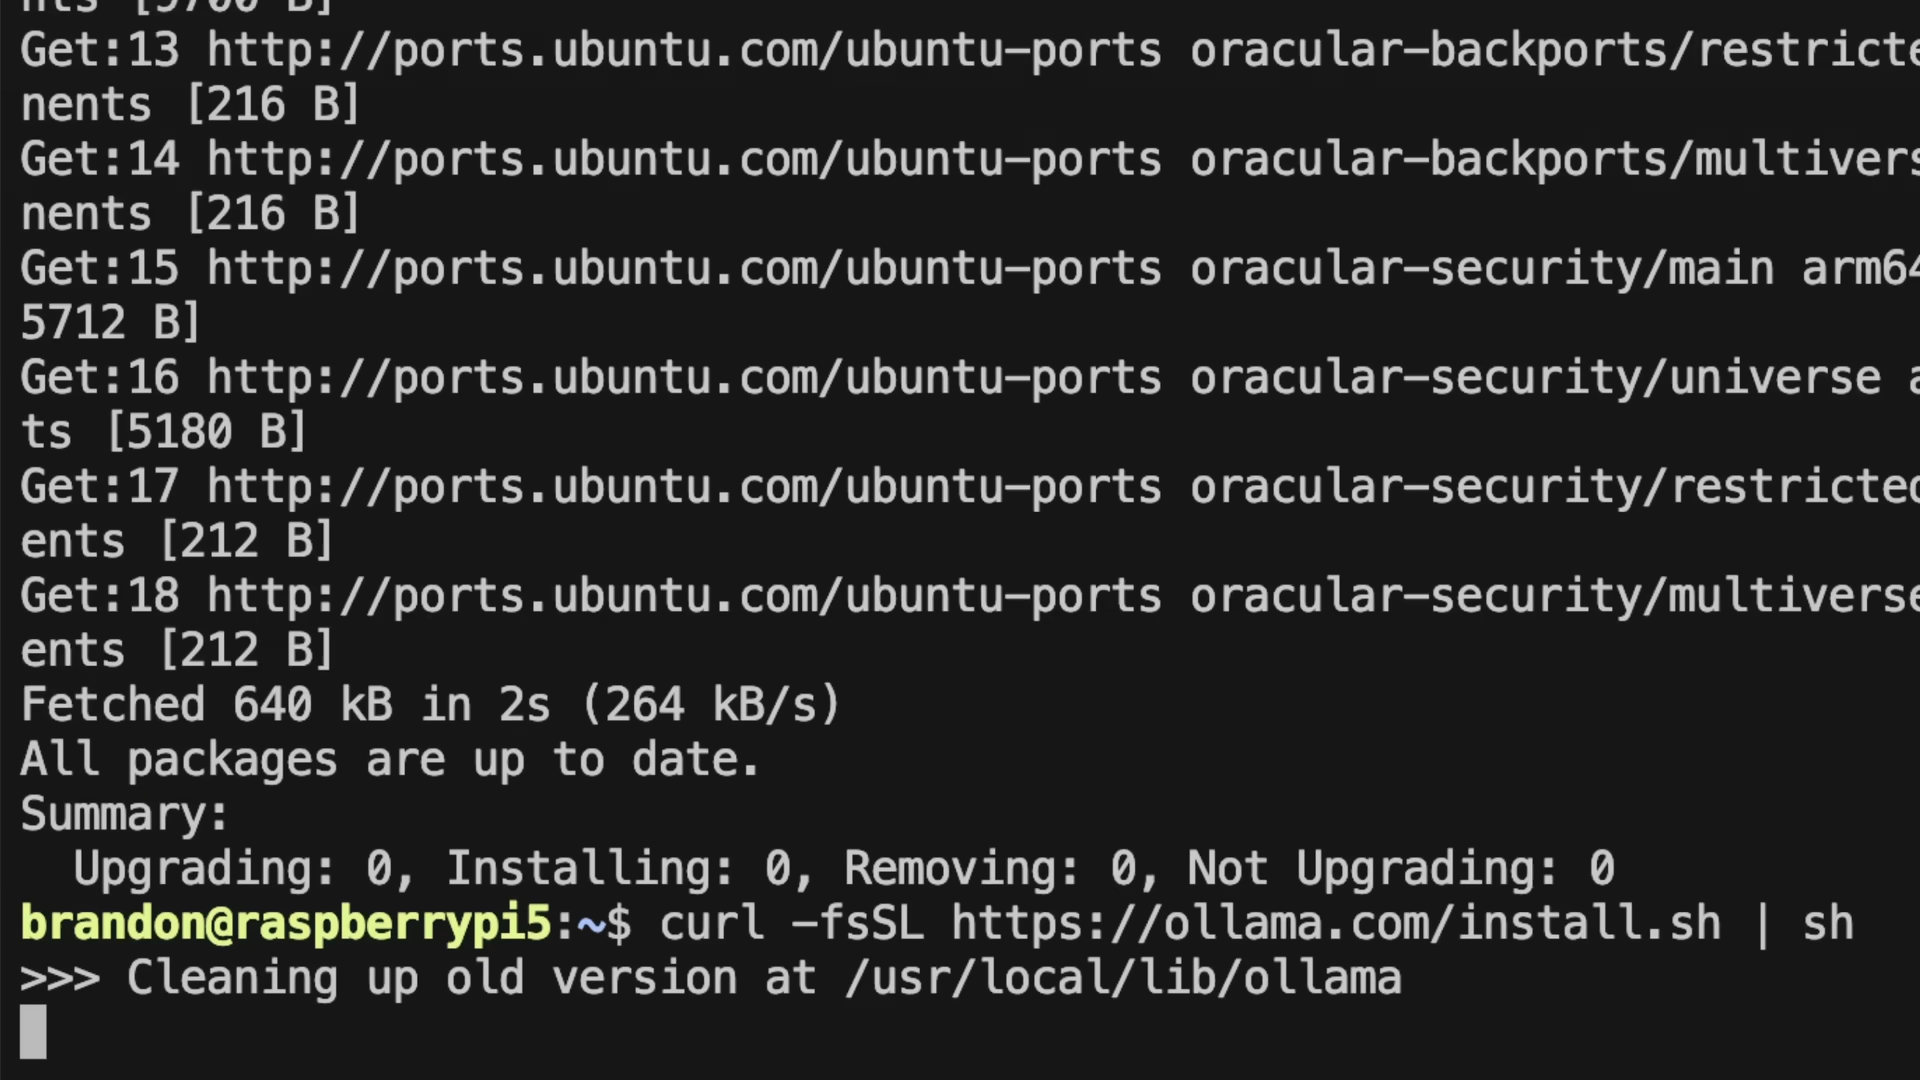 nts [5700 B]
Get:13 http://ports.ubuntu.com/ubuntu-ports oracular-backports/restricte
nents [216 B]
Get:14 http://ports.ubuntu.com/ubuntu-ports oracular-backports/multivers
nents [216 B]
Get:15 http://ports.ubuntu.com/ubuntu-ports oracular-security/main arm64
5712 B]
Get:16 http://ports.ubuntu.com/ubuntu-ports oracular-security/universe a
ts [5180 B]
Get:17 http://ports.ubuntu.com/ubuntu-ports oracular-security/restricted
ents [212 B]
Get:18 http://ports.ubuntu.com/ubuntu-ports oracular-security/multiverse
ents [212 B]
Fetched 640 kB in 2s (264 kB/s)
All packages are up to date.
Summary:
  Upgrading: 0, Installing: 0, Removing: 0, Not Upgrading: 0
brandon@raspberrypi5:~$ curl -fsSL https://ollama.com/install.sh | sh
>>> Cleaning up old version at /usr/local/lib/ollama